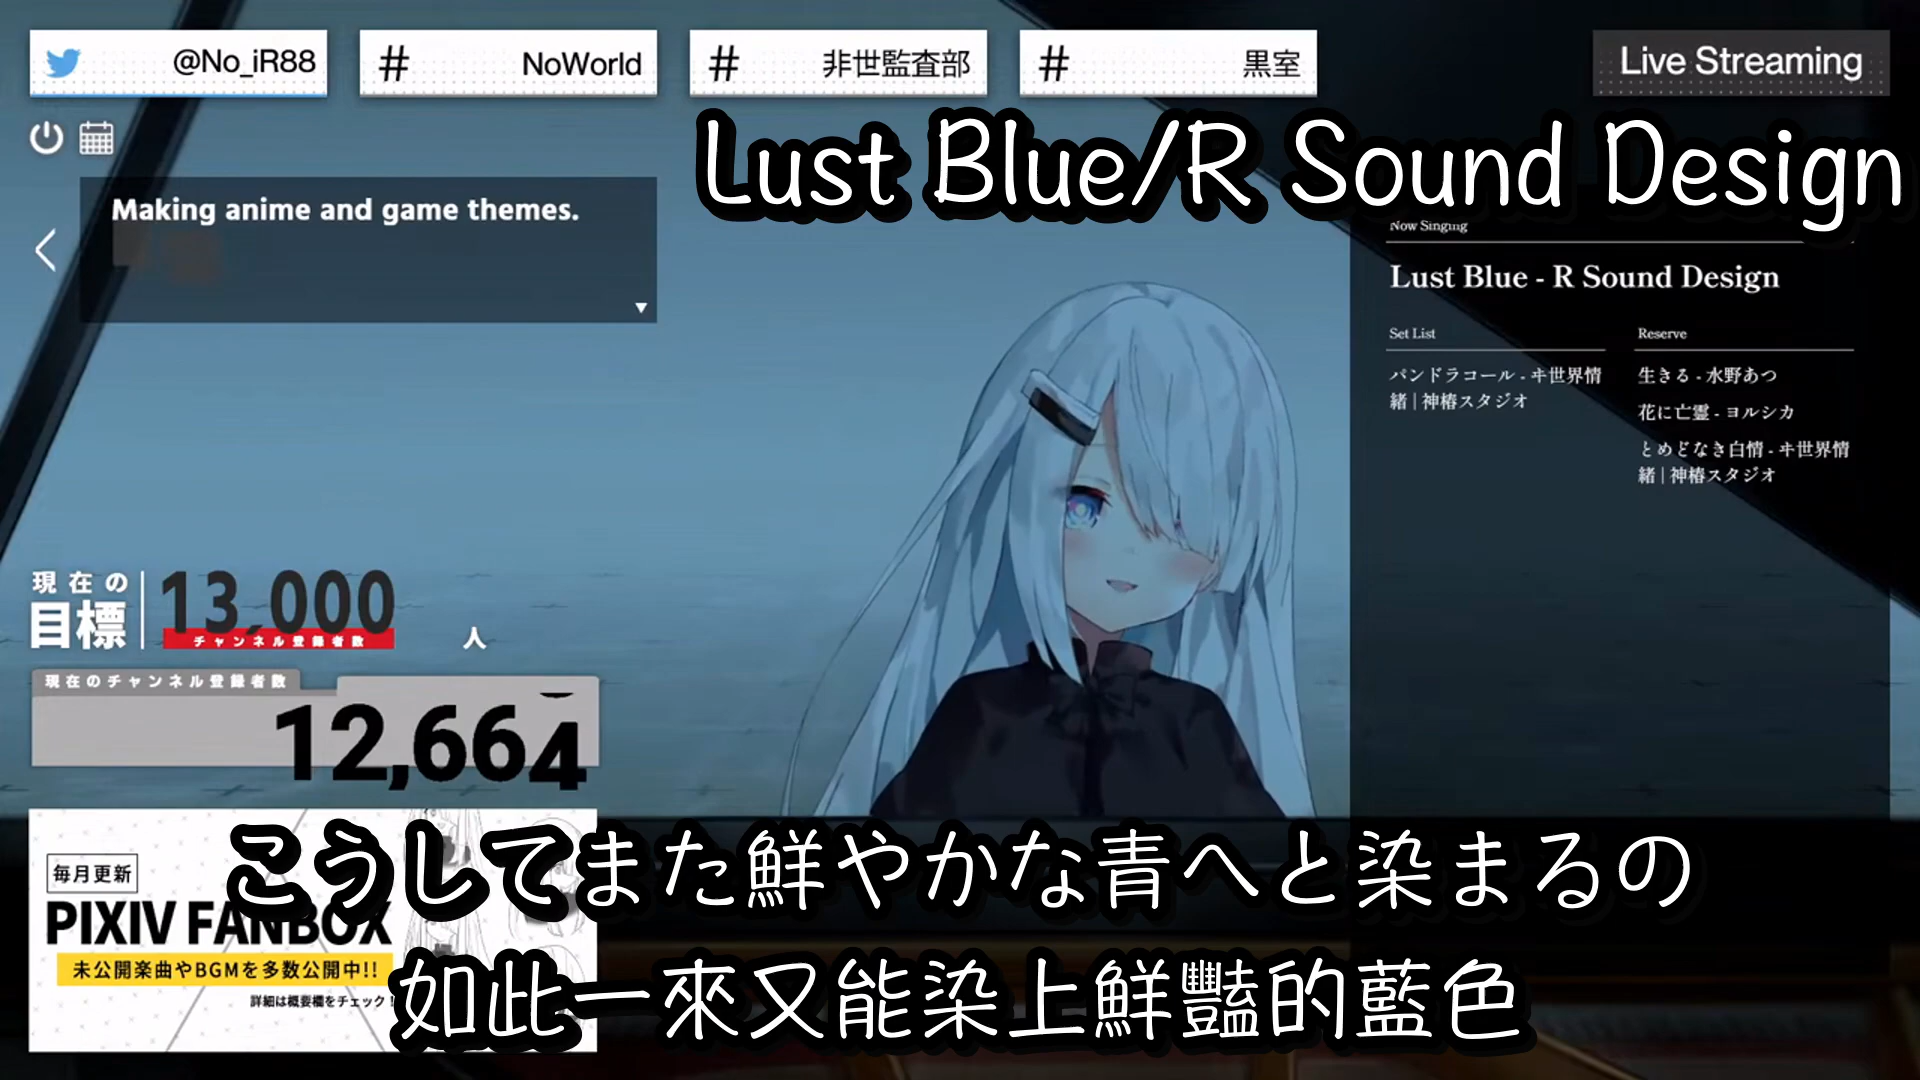 @No_iR88
# NoWorld
# 非世監査部
# 黒室
Live Streaming
Lust Blue/R Sound Design
Making anime and game themes.
Now Singing
Lust Blue - R Sound Design
Set List
パンドラコール - ヰ世界情
緒 | 神椿スタジオ
Reserve
生きる - 水野あつ
花に亡霊 - ヨルシカ
とめどなき白情 - ヰ世界情
緒 | 神椿スタジオ
現在の
目標
13,000
人
チャンネル登録者数
現在のチャンネル登録者数
12,664
毎月更新
PIXIV FANBOX
未公開楽曲やBGMを多数公開中!!
詳細は概要欄をチェック!
こうしてまた鮮やかな青へと染まるの
如此一來又能染上鮮豔的藍色